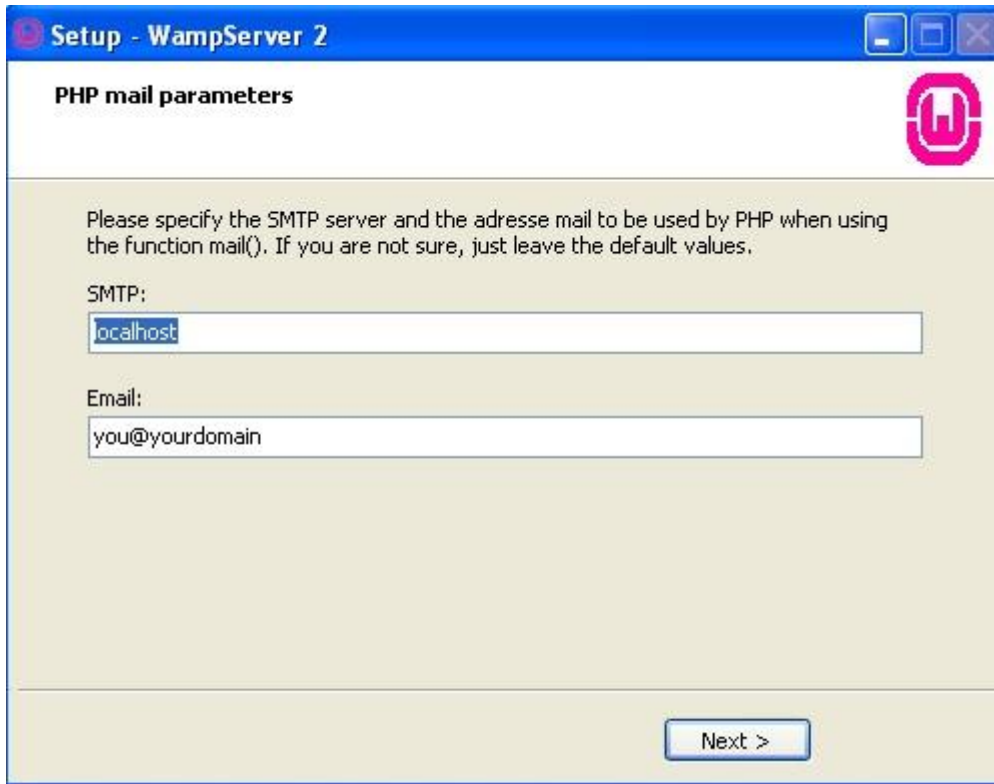 Setup - WampServer 2
PHP mail parameters
Please specify the SMTP server and the adresse mail to be used by PHP when using
the function mail(). If you are not sure, just leave the default values.
SMTP:
localhost
Email:
you@yourdomain
Next >